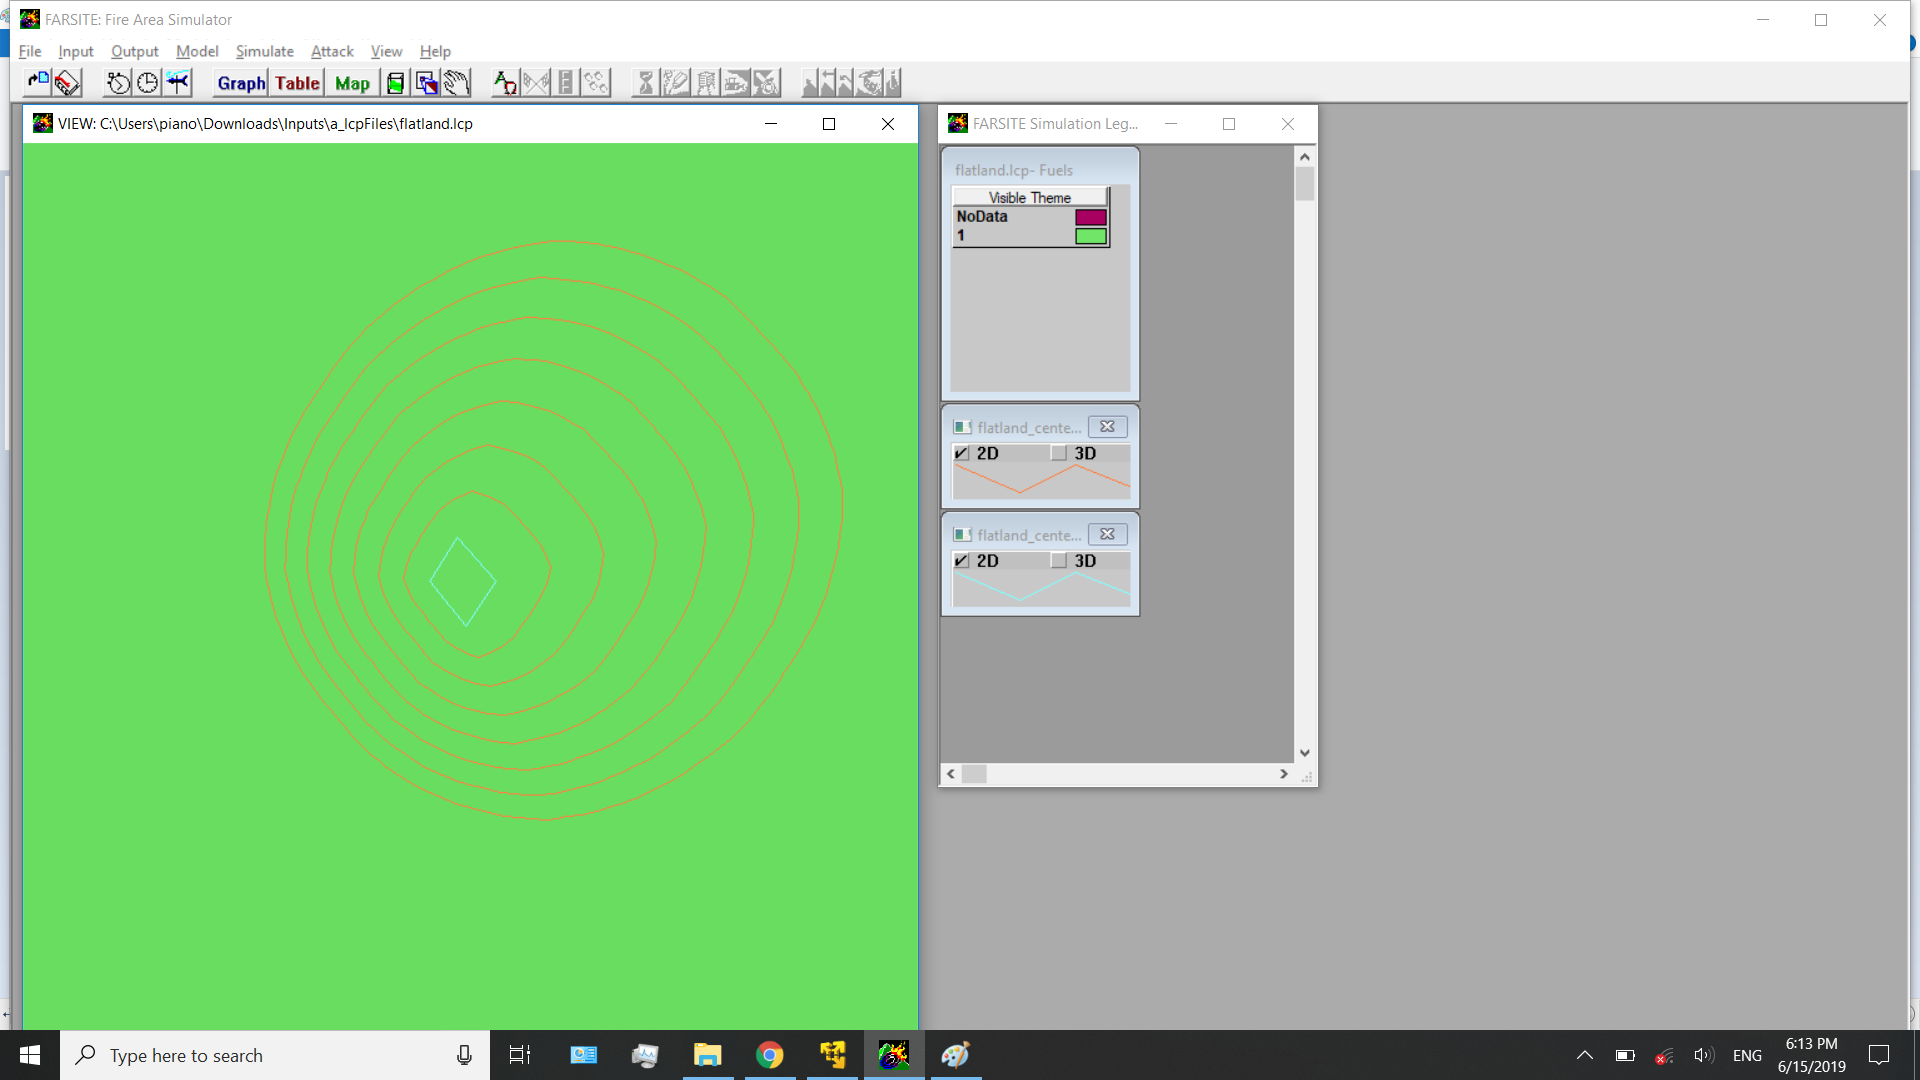 FARSITE: Fire Area Simulator
File Input Output Model Simulate Attack View Help
Graph Table Map
VIEW: C:\Users\piano\Downloads\Inputs\a_lcpFiles\flatland.lcp
FARSITE Simulation Leg...
flatland.lcp- Fuels
Visible Theme
NoData
1
flatland_cente...
2D 3D
flatland_cente...
2D 3D
Type here to search
ENG
6:13 PM
6/15/2019